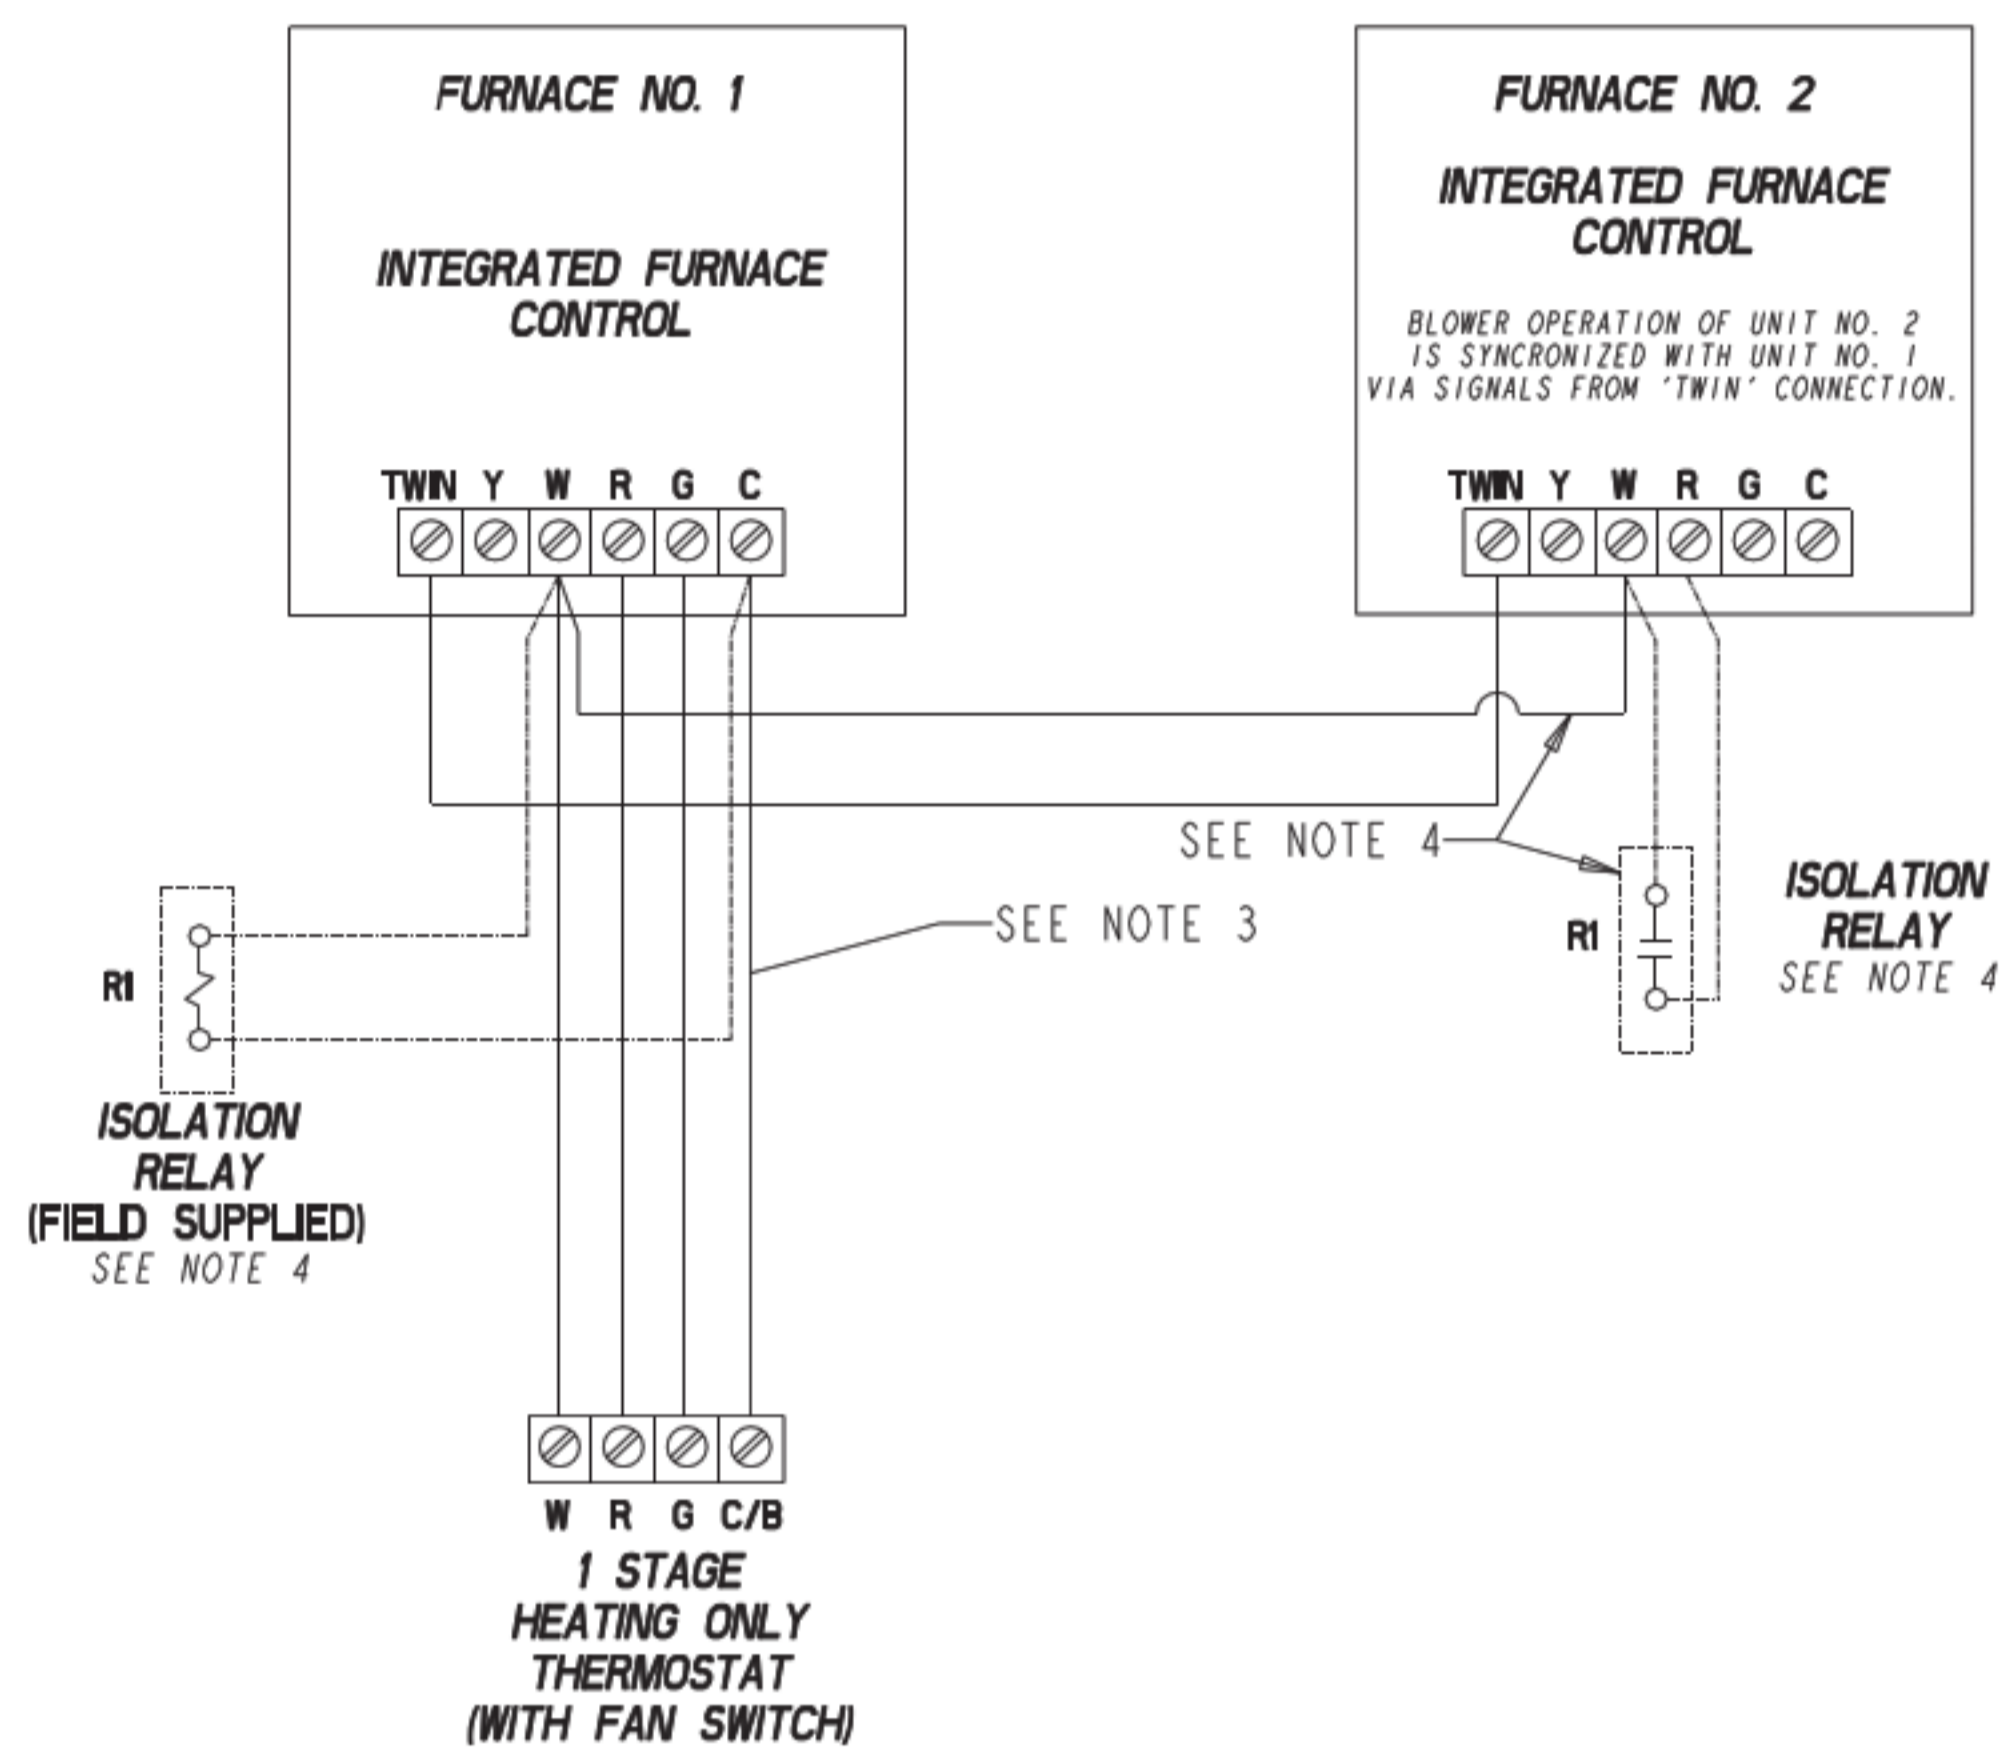 FURNACE NO. 1
INTEGRATED FURNACE
CONTROL
TWIN Y W R G C
FURNACE NO. 2
INTEGRATED FURNACE
CONTROL
BLOWER OPERATION OF UNIT NO. 2
IS SYNCRONIZED WITH UNIT NO. 1
VIA SIGNALS FROM 'TWIN' CONNECTION.
TWIN Y W R G C
SEE NOTE 4
SEE NOTE 3
R1
ISOLATION
RELAY
SEE NOTE 4
R1
ISOLATION
RELAY
(FIELD SUPPLIED)
SEE NOTE 4
W R G C/B
1 STAGE
HEATING ONLY
THERMOSTAT
(WITH FAN SWITCH)